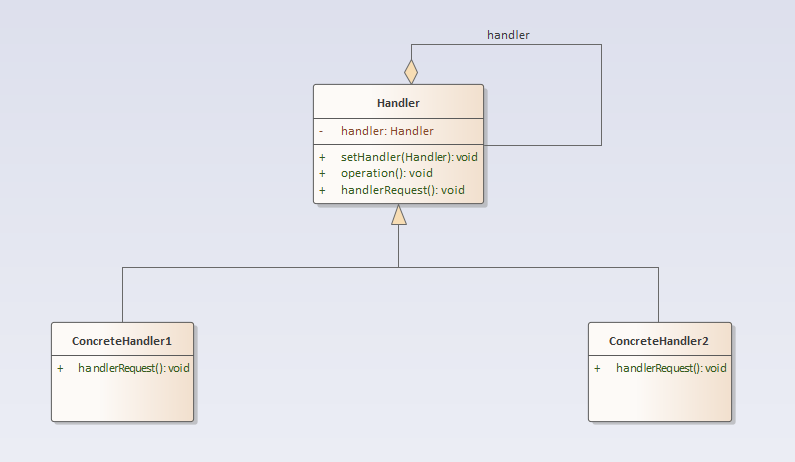 handler
Handler
- handler: Handler
+ setHandler(Handler): void
+ operation(): void
+ handlerRequest(): void
ConcreteHandler1
+ handlerRequest(): void
ConcreteHandler2
+ handlerRequest(): void